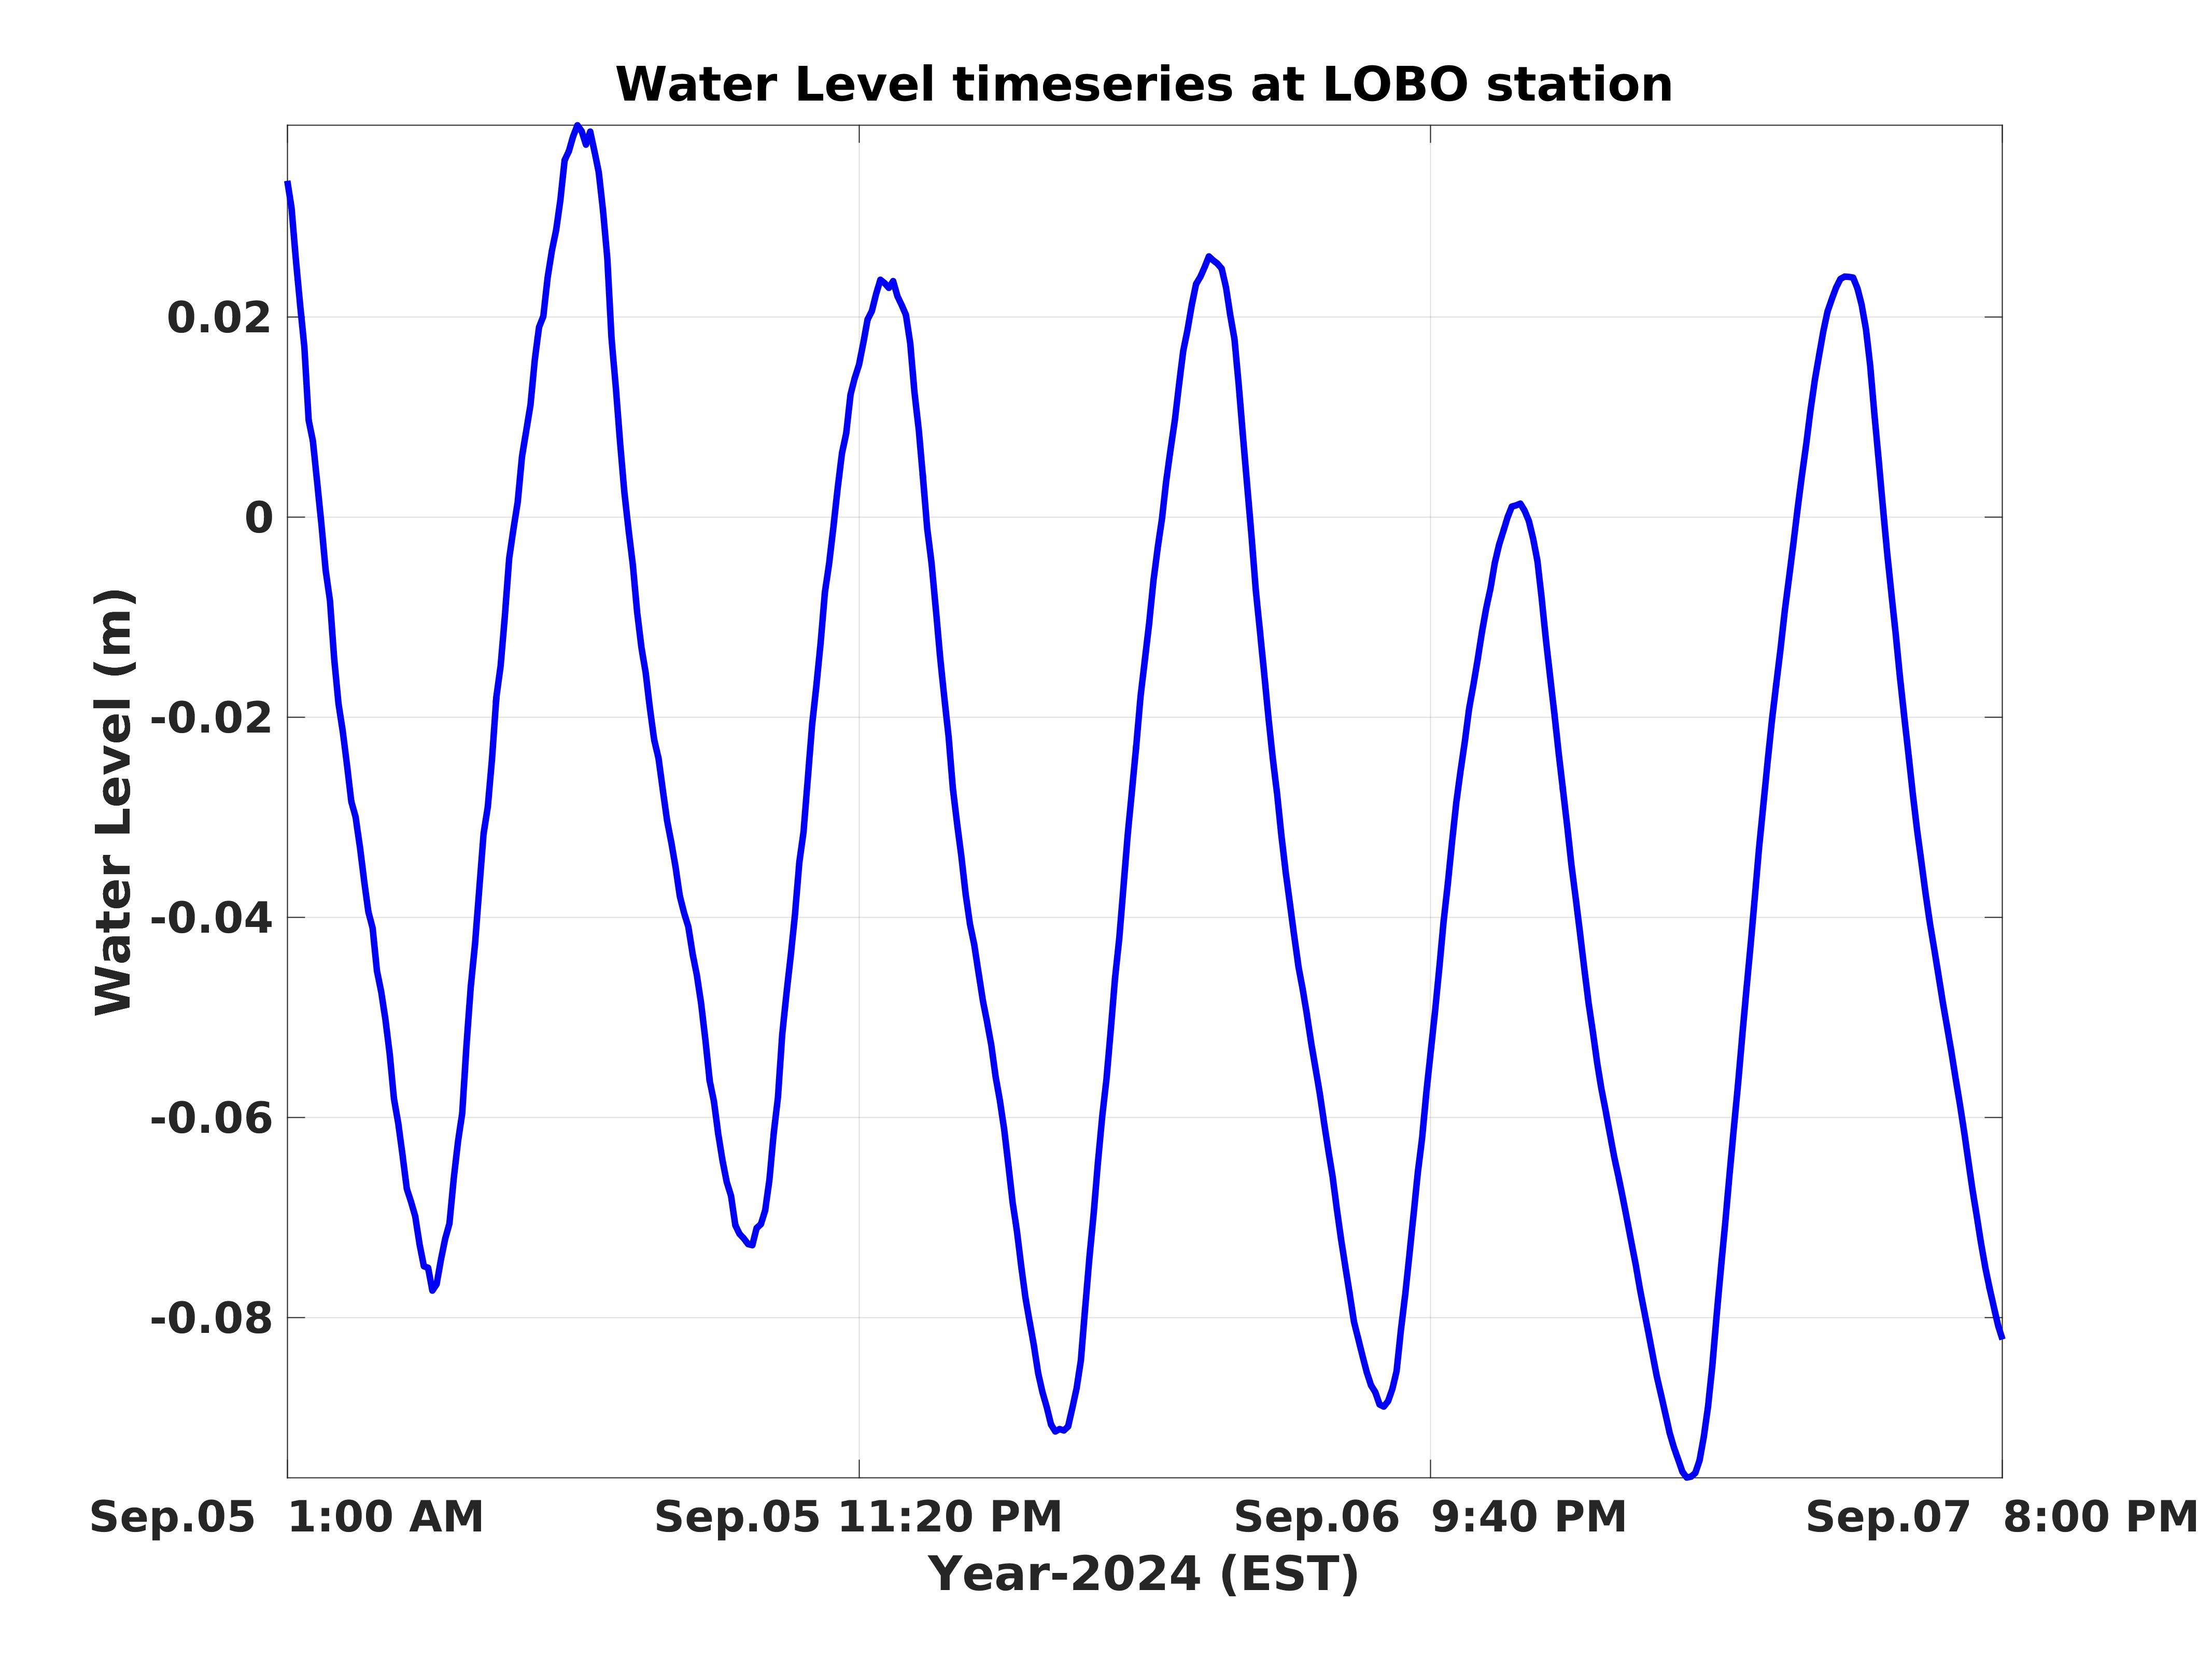 Water Level timeseries at LOBO station
Water Level (m)
0.02
0
-0.02
-0.04
-0.06
-0.08
Sep.05  1:00 AM Sep.05 11:20 PM Sep.06  9:40 PM Sep.07  8:00 PM
Year-2024 (EST)